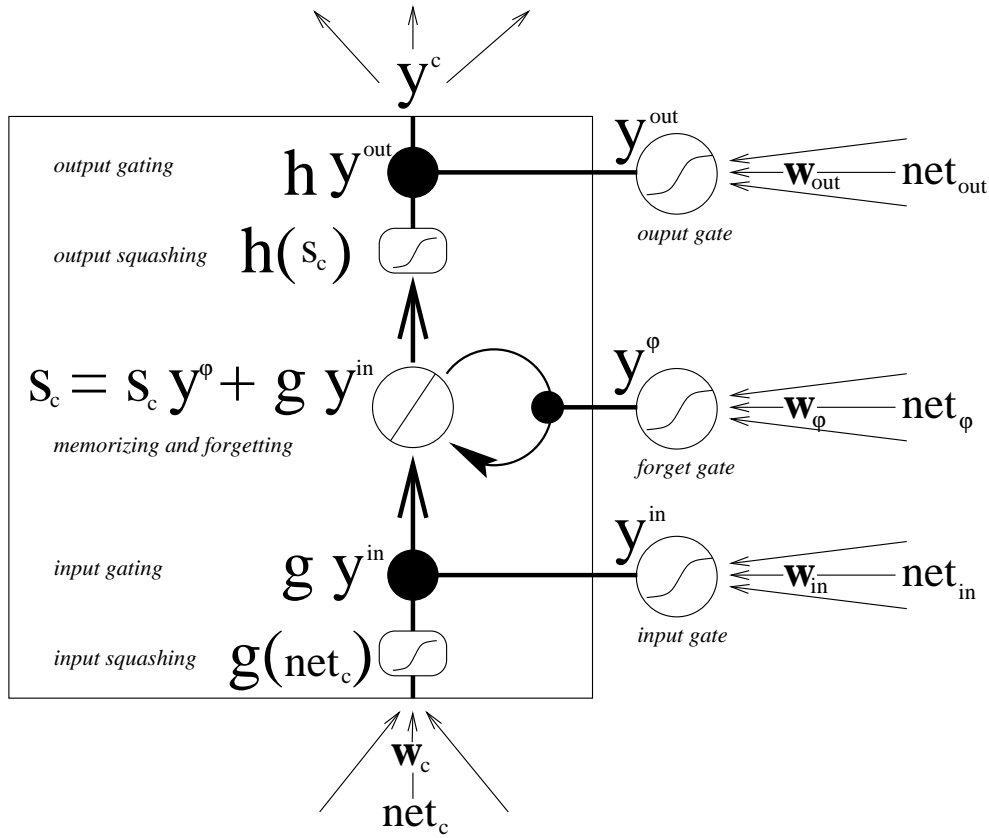 y^c
output gating
h y^out
y^out
w_out
net_out
ouput gate
output squashing
h(s_c)
s_c = s_c y^φ + g y^in
memorizing and forgetting
y^φ
w_φ
net_φ
forget gate
input gating
g y^in
y^in
w_in
net_in
input gate
input squashing
g(net_c)
w_c
net_c